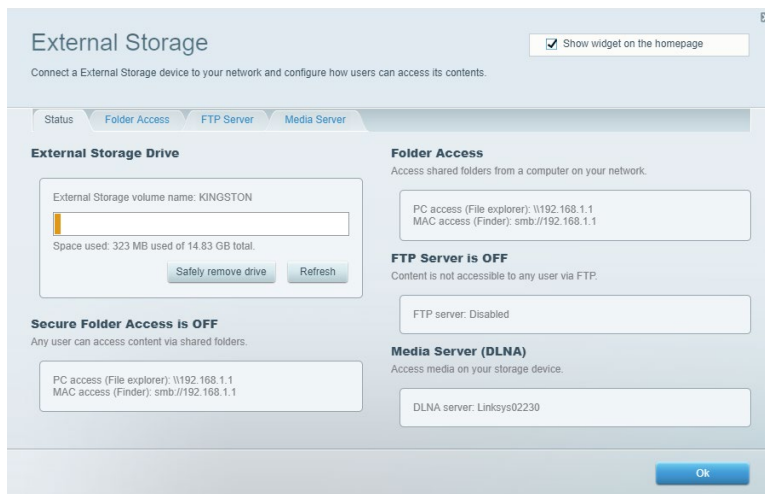 External Storage
Show widget on the homepage
Connect a External Storage device to your network and configure how users can access its contents.
Status
Folder Access
FTP Server
Media Server
External Storage Drive
External Storage volume name: KINGSTON
Space used: 323 MB used of 14.83 GB total.
Safely remove drive
Refresh
Secure Folder Access is OFF
Any user can access content via shared folders.
PC access (File explorer): \\192.168.1.1
MAC access (Finder): smb://192.168.1.1
Folder Access
Access shared folders from a computer on your network.
PC access (File explorer): \\192.168.1.1
MAC access (Finder): smb://192.168.1.1
FTP Server is OFF
Content is not accessible to any user via FTP.
FTP server: Disabled
Media Server (DLNA)
Access media on your storage device.
DLNA server: Linksys02230
Ok